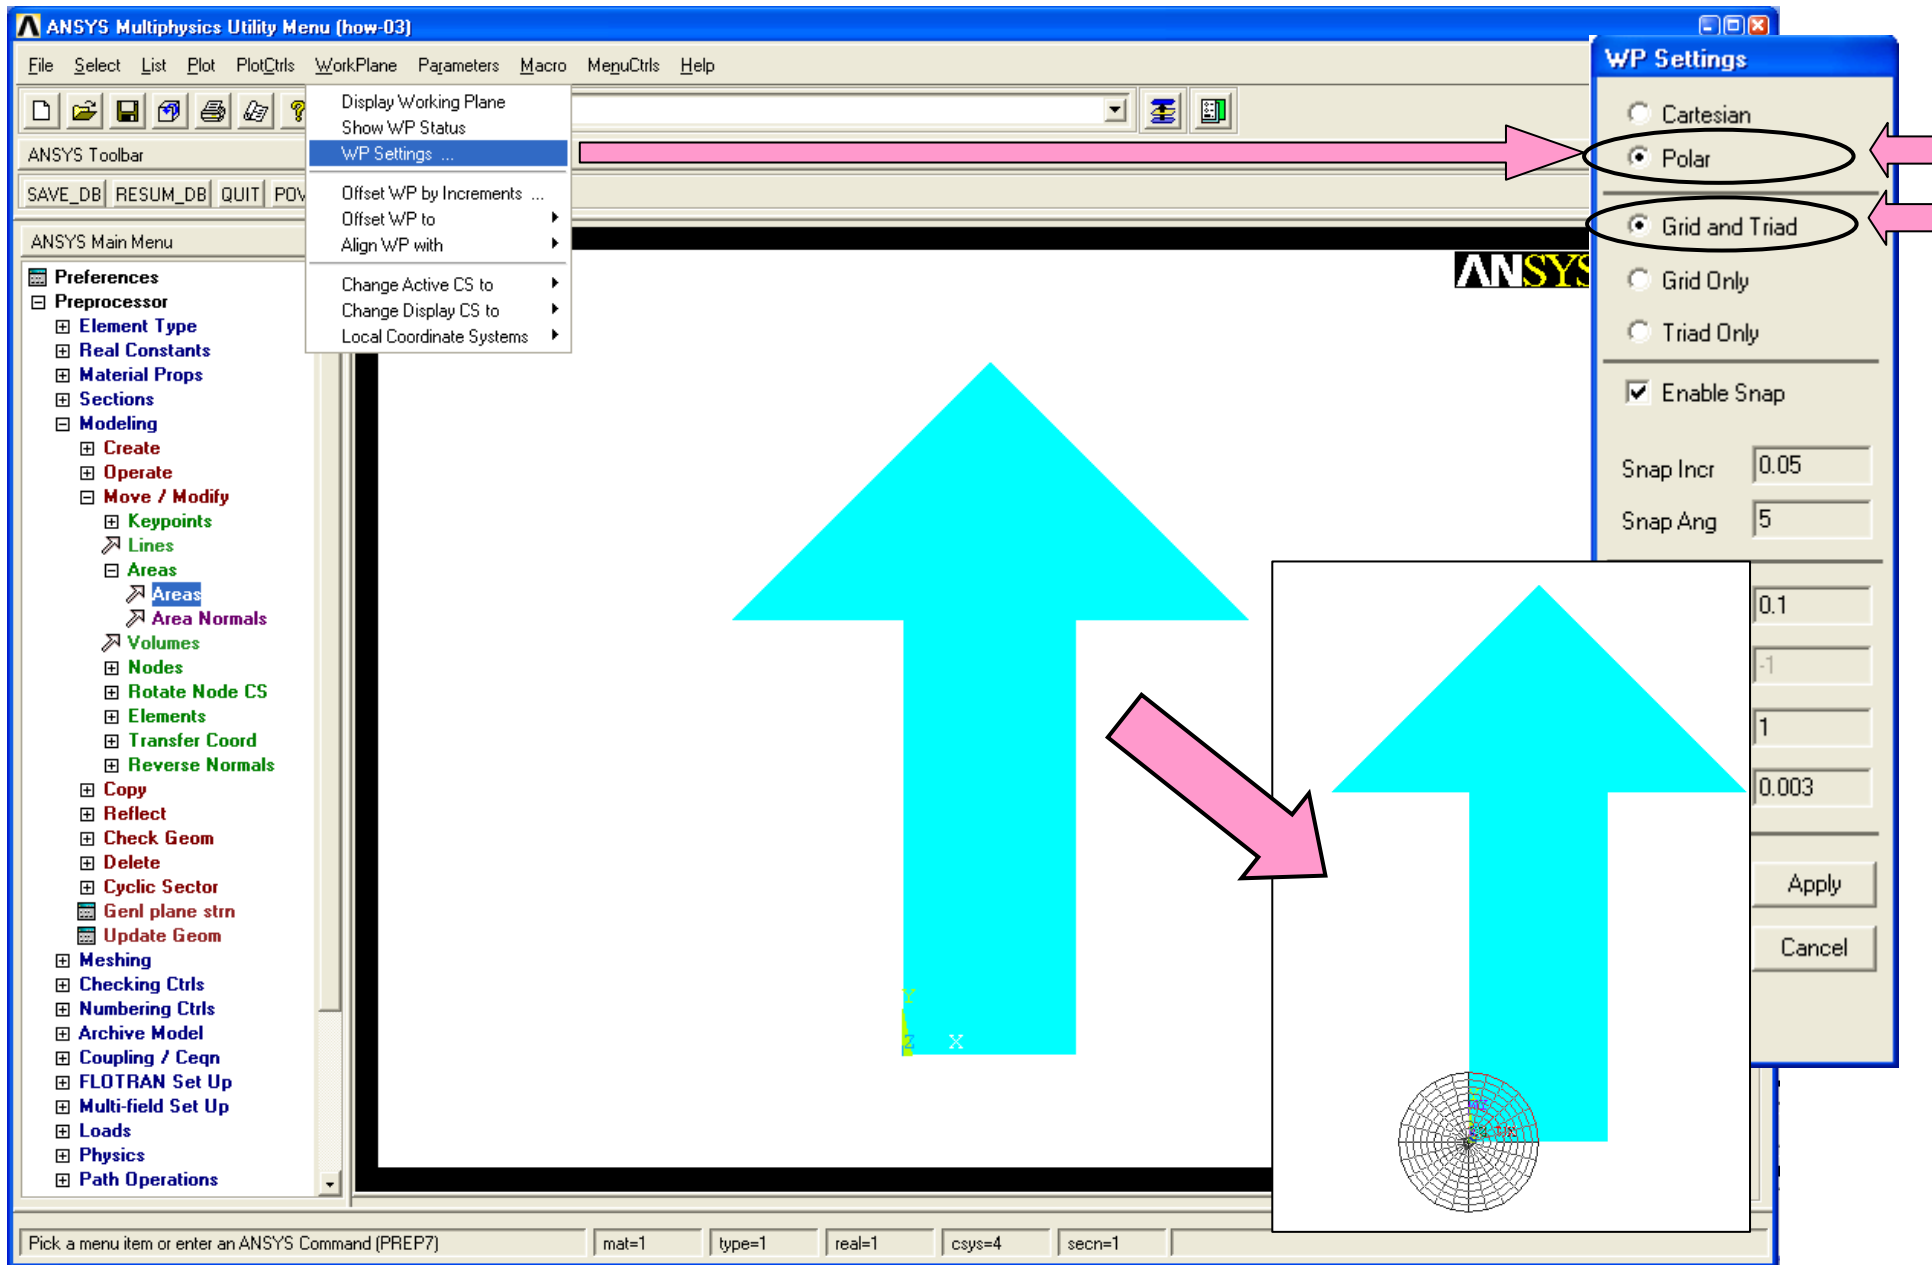 ANSYS Multiphysics Utility Menu (how-03)
File Select List Plot PlotCtrls WorkPlane Parameters Macro MenuCtrls Help
Display Working Plane
Show WP Status
WP Settings ...
Offset WP by Increments ...
Offset WP to
Align WP with
Change Active CS to
Change Display CS to
Local Coordinate Systems
ANSYS Toolbar
SAVE_DB RESUM_DB QUIT
ANSYS Main Menu
Preferences
Preprocessor
Element Type
Real Constants
Material Props
Sections
Modeling
Create
Operate
Move / Modify
Keypoints
Lines
Areas
Areas
Area Normals
Volumes
Nodes
Rotate Node CS
Elements
Transfer Coord
Reverse Normals
Copy
Reflect
Check Geom
Delete
Cyclic Sector
Genl plane strn
Update Geom
Meshing
Checking Ctrls
Numbering Ctrls
Archive Model
Coupling / Ceqn
FLOTRAN Set Up
Multi-field Set Up
Loads
Physics
Path Operations
ANSYS
Y
Z X
WP Settings
Cartesian
Polar
Grid and Triad
Grid Only
Triad Only
Enable Snap
Snap Incr 0.05
Snap Ang 5
0.1
-1
1
0.003
Apply
Cancel
WY
Pick a menu item or enter an ANSYS Command (PREP7) mat=1 type=1 real=1 csys=4 secn=1